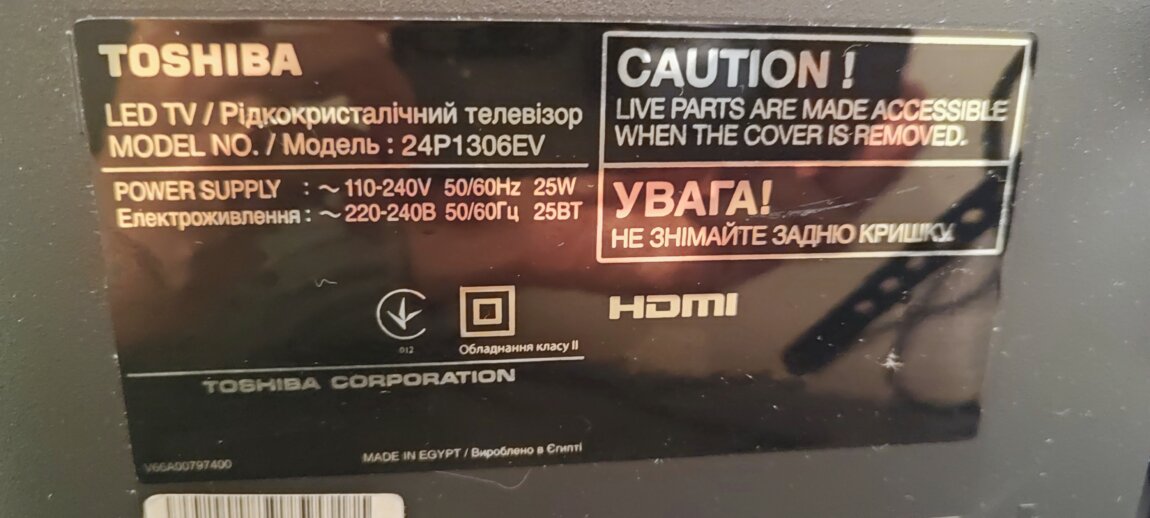 TOSHIBA
LED TV / Рідкокристалічний телевізор
MODEL NO. / Модель : 24P1306EV
POWER SUPPLY : ~ 110-240V 50/60Hz 25W
Електроживлення : ~ 220-240В 50/60Гц 25ВТ
CAUTION !
LIVE PARTS ARE MADE ACCESSIBLE
WHEN THE COVER IS REMOVED.
УВАГА!
НЕ ЗНІМАЙТЕ ЗАДНЮ КРИШКУ.
HDMI
012
Обладнання класу II
TOSHIBA CORPORATION
MADE IN EGYPT / Вироблено в Єгипті
V66A00797400